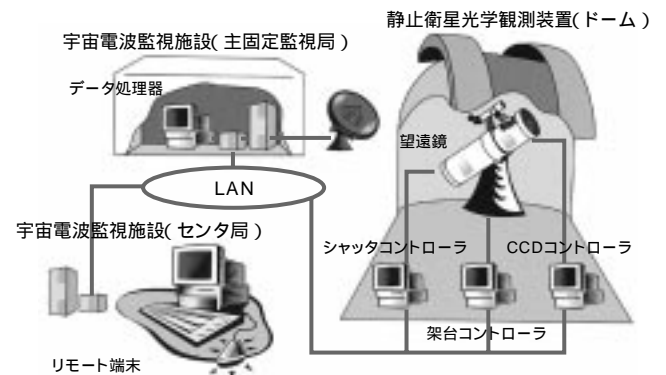 静止衛星光学観測装置(ドーム)
宇宙電波監視施設(主固定監視局)
データ処理器
望遠鏡
LAN
宇宙電波監視施設(センタ局)
シャッタコントローラ
CCDコントローラ
架台コントローラ
リモート端末